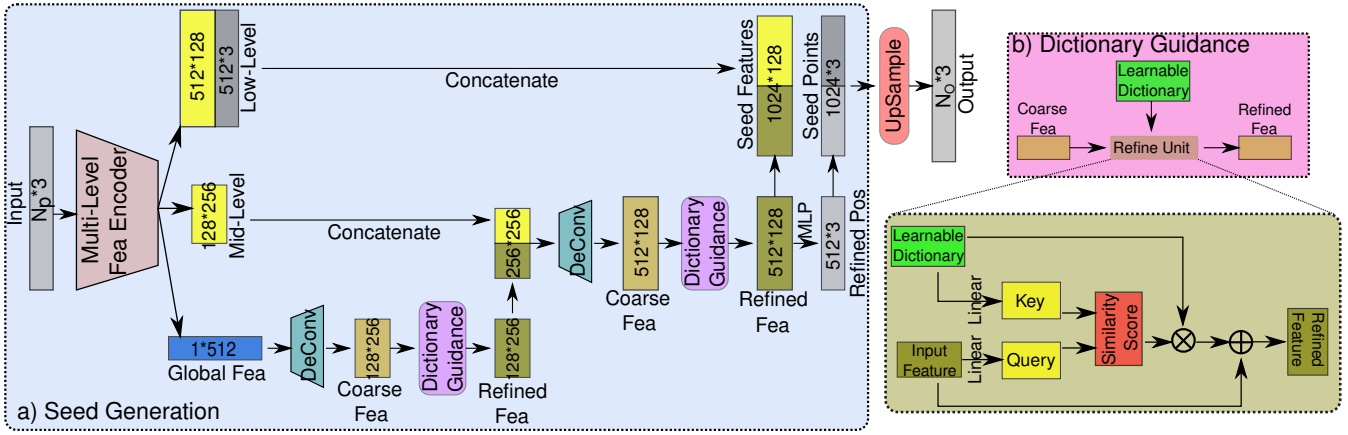 Input
Np*3
Multi-Level
Fea Encoder
512*128
512*3
Low-Level
Concatenate
128*256
Mid-Level
Concatenate
1*512
Global Fea
DeConv
128*256
Coarse
Fea
Dictionary
Guidance
128*256
Refined
Fea
256*256
DeConv
512*128
Coarse
Fea
Dictionary
Guidance
512*128
Refined
Fea
MLP
512*3
Refined Pos
Seed Features
1024*128
Seed Points
1024*3
a) Seed Generation
UpSample
No*3
Output
b) Dictionary Guidance
Learnable
Dictionary
Coarse
Fea
Refine Unit
Refined
Fea
Learnable
Dictionary
Linear
Key
Input
Feature
Linear
Query
Similarity
Score
Refined
Feature